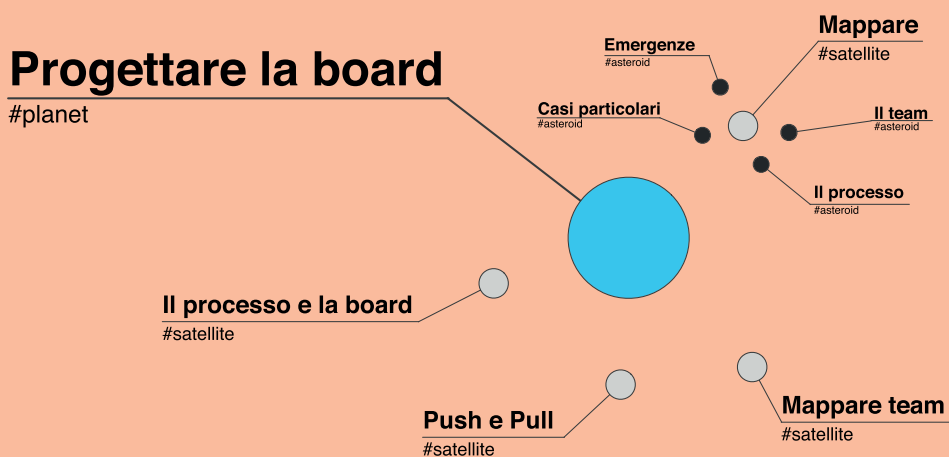 Progettare la board
#planet
Emergenze
#asteroid
Mappare
#satellite
Casi particolari
#asteroid
Il team
#asteroid
Il processo
#asteroid
Il processo e la board
#satellite
Push e Pull
#satellite
Mappare team
#satellite